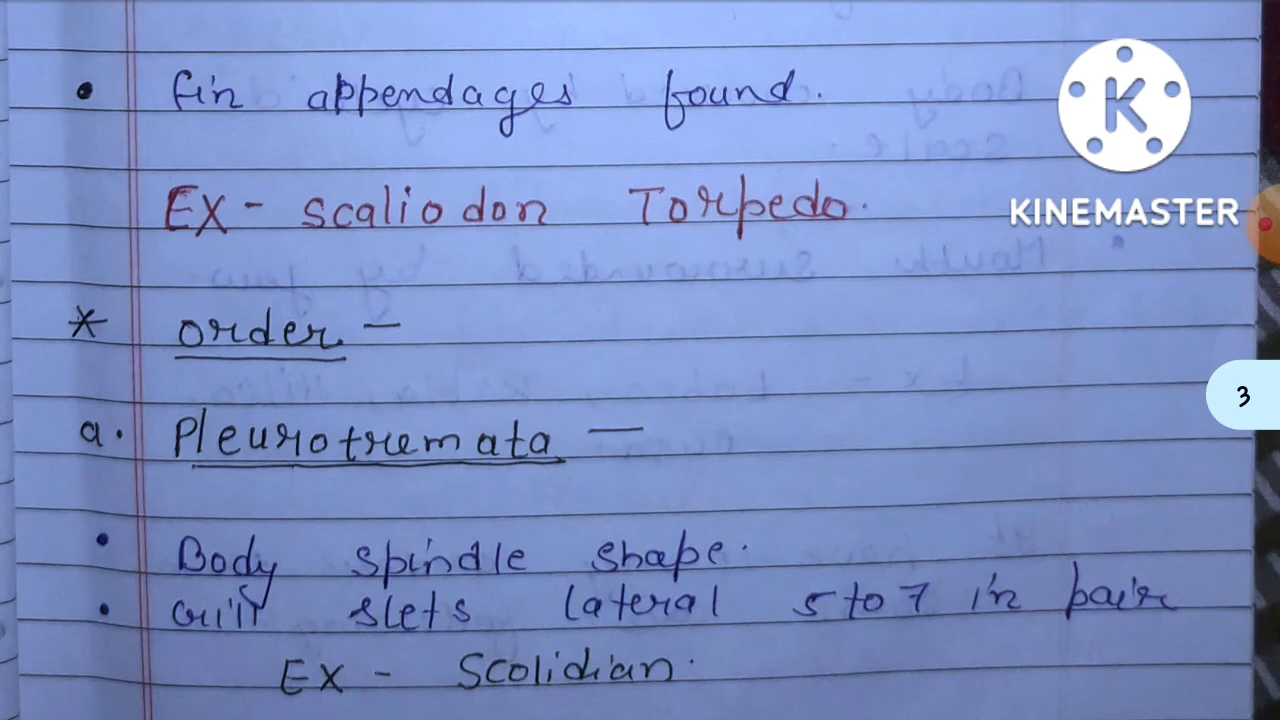 • fin appendages found.
EX - scaliodon Torpedo.
* order -
a. Pleurotremata -
• Body spindle shape.
• Gill slets lateral 5 to 7 in pair
EX - Scolidian.
KINEMASTER
3